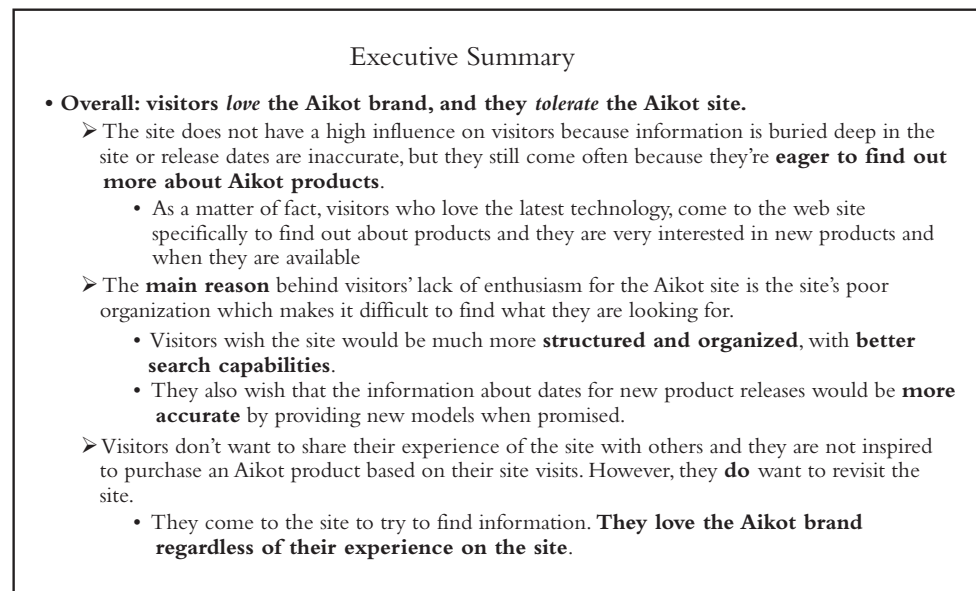 Executive Summary
• Overall: visitors love the Aikot brand, and they tolerate the Aikot site.
➢ The site does not have a high influence on visitors because information is buried deep in the
site or release dates are inaccurate, but they still come often because they're eager to find out
more about Aikot products.
• As a matter of fact, visitors who love the latest technology, come to the web site
specifically to find out about products and they are very interested in new products and
when they are available
➢ The main reason behind visitors' lack of enthusiasm for the Aikot site is the site's poor
organization which makes it difficult to find what they are looking for.
• Visitors wish the site would be much more structured and organized, with better
search capabilities.
• They also wish that the information about dates for new product releases would be more
accurate by providing new models when promised.
➢ Visitors don't want to share their experience of the site with others and they are not inspired
to purchase an Aikot product based on their site visits. However, they do want to revisit the
site.
• They come to the site to try to find information. They love the Aikot brand
regardless of their experience on the site.